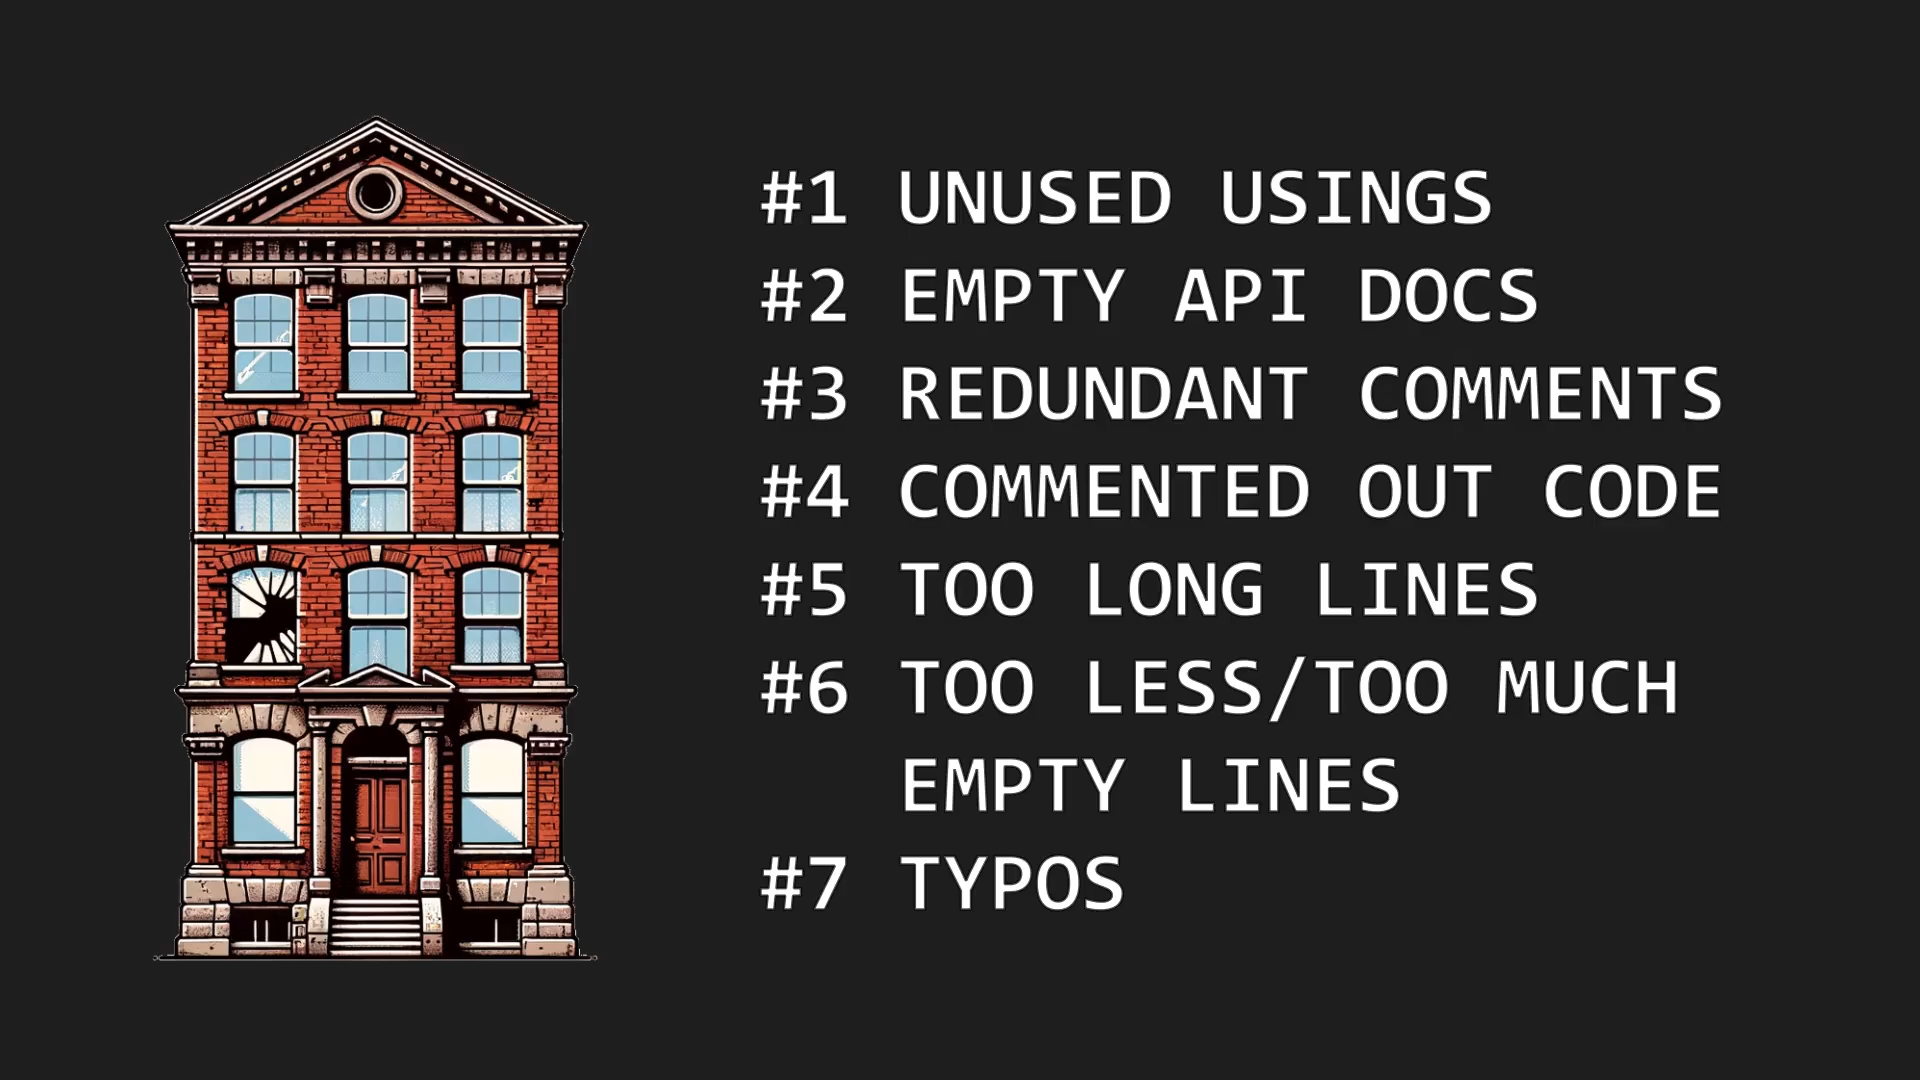 #1 UNUSED USINGS
#2 EMPTY API DOCS
#3 REDUNDANT COMMENTS
#4 COMMENTED OUT CODE
#5 TOO LONG LINES
#6 TOO LESS/TOO MUCH
EMPTY LINES
#7 TYPOS